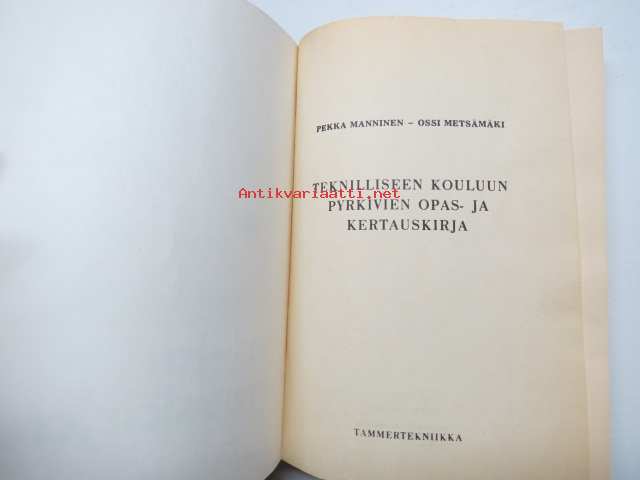 PEKKA MANNINEN – OSSI METSÄMÄKI
Antikvariaatti.net
TEKNILLISEEN KOULUUN
PYRKIVIEN OPAS- JA
KERTAUSKIRJA
TAMMERTEKNIIKKA